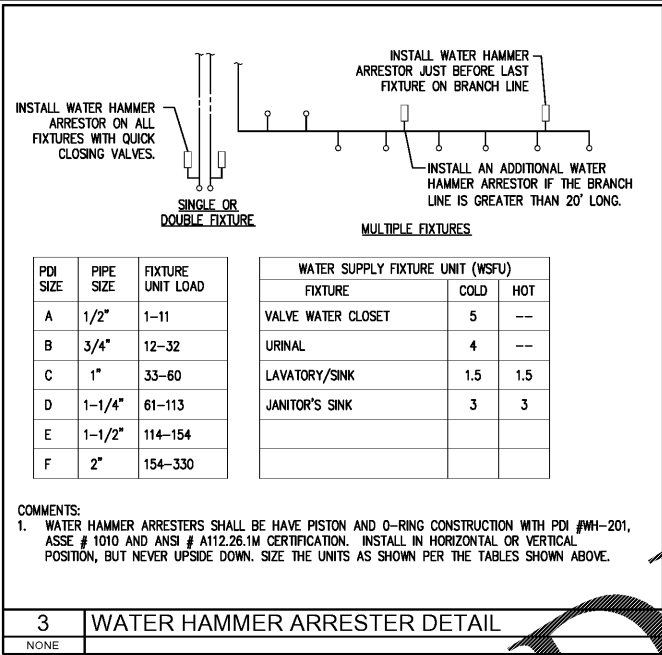 INSTALL WATER HAMMER
ARRESTOR JUST BEFORE LAST
FIXTURE ON BRANCH LINE
INSTALL WATER HAMMER
ARRESTOR ON ALL
FIXTURES WITH QUICK
CLOSING VALVES.
INSTALL AN ADDITIONAL WATER
HAMMER ARRESTOR IF THE BRANCH
LINE IS GREATER THAN 20' LONG.
SINGLE OR
DOUBLE FIXTURE
MULTIPLE FIXTURES
PDI SIZE PIPE SIZE FIXTURE UNIT LOAD
A 1/2" 1-11
B 3/4" 12-32
C 1" 33-60
D 1-1/4" 61-113
E 1-1/2" 114-154
F 2" 154-330
WATER SUPPLY FIXTURE UNIT (WSFU)
FIXTURE COLD HOT
VALVE WATER CLOSET 5 --
URINAL 4 --
LAVATORY/SINK 1.5 1.5
JANITOR'S SINK 3 3
COMMENTS:
1. WATER HAMMER ARRESTERS SHALL BE HAVE PISTON AND O-RING CONSTRUCTION WITH PDI #WH-201,
ASSE # 1010 AND ANSI # A112.26.1M CERTIFICATION. INSTALL IN HORIZONTAL OR VERTICAL
POSITION, BUT NEVER UPSIDE DOWN. SIZE THE UNITS AS SHOWN PER THE TABLES SHOWN ABOVE.
3 WATER HAMMER ARRESTER DETAIL
NONE